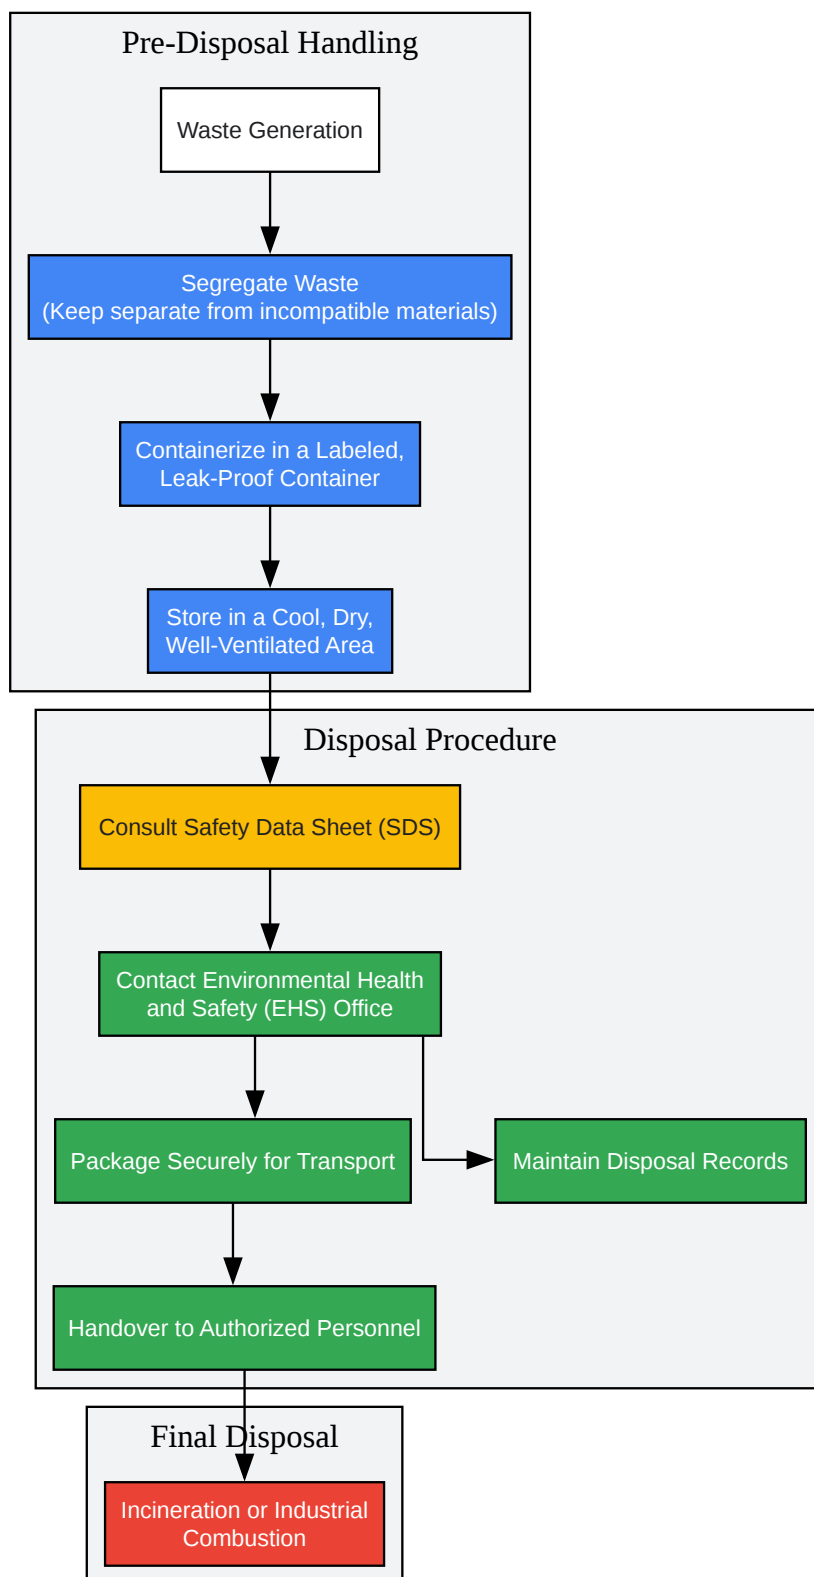 Pre-Disposal Handling
Waste Generation
Segregate Waste
(Keep separate from incompatible materials)
Containerize in a Labeled,
Leak-Proof Container
Store in a Cool, Dry,
Well-Ventilated Area
Disposal Procedure
Consult Safety Data Sheet (SDS)
Contact Environmental Health
and Safety (EHS) Office
Package Securely for Transport
Maintain Disposal Records
Handover to Authorized Personnel
Final Disposal
Incineration or Industrial
Combustion